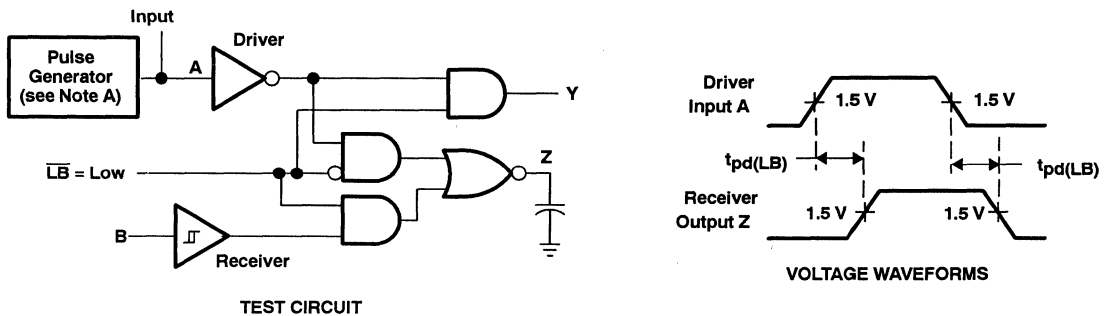 Input
Pulse
Generator
(see Note A)
A
Driver
Y
L̅B̅ = Low
Z
B
Receiver
TEST CIRCUIT
Driver
Input A
1.5 V
1.5 V
tpd(LB)
tpd(LB)
Receiver
Output Z
1.5 V
1.5 V
VOLTAGE WAVEFORMS